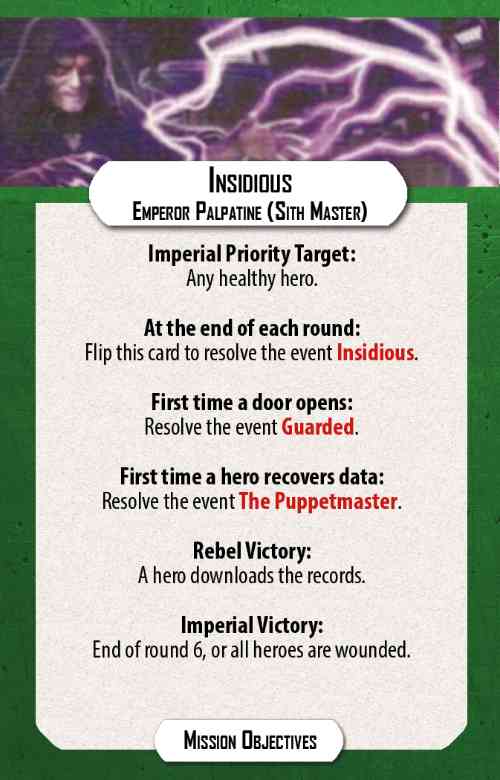 Insidious
Emperor Palpatine (Sith Master)
Imperial Priority Target:
Any healthy hero.
At the end of each round:
Flip this card to resolve the event Insidious.
First time a door opens:
Resolve the event Guarded.
First time a hero recovers data:
Resolve the event The Puppetmaster.
Rebel Victory:
A hero downloads the records.
Imperial Victory:
End of round 6, or all heroes are wounded.
Mission Objectives